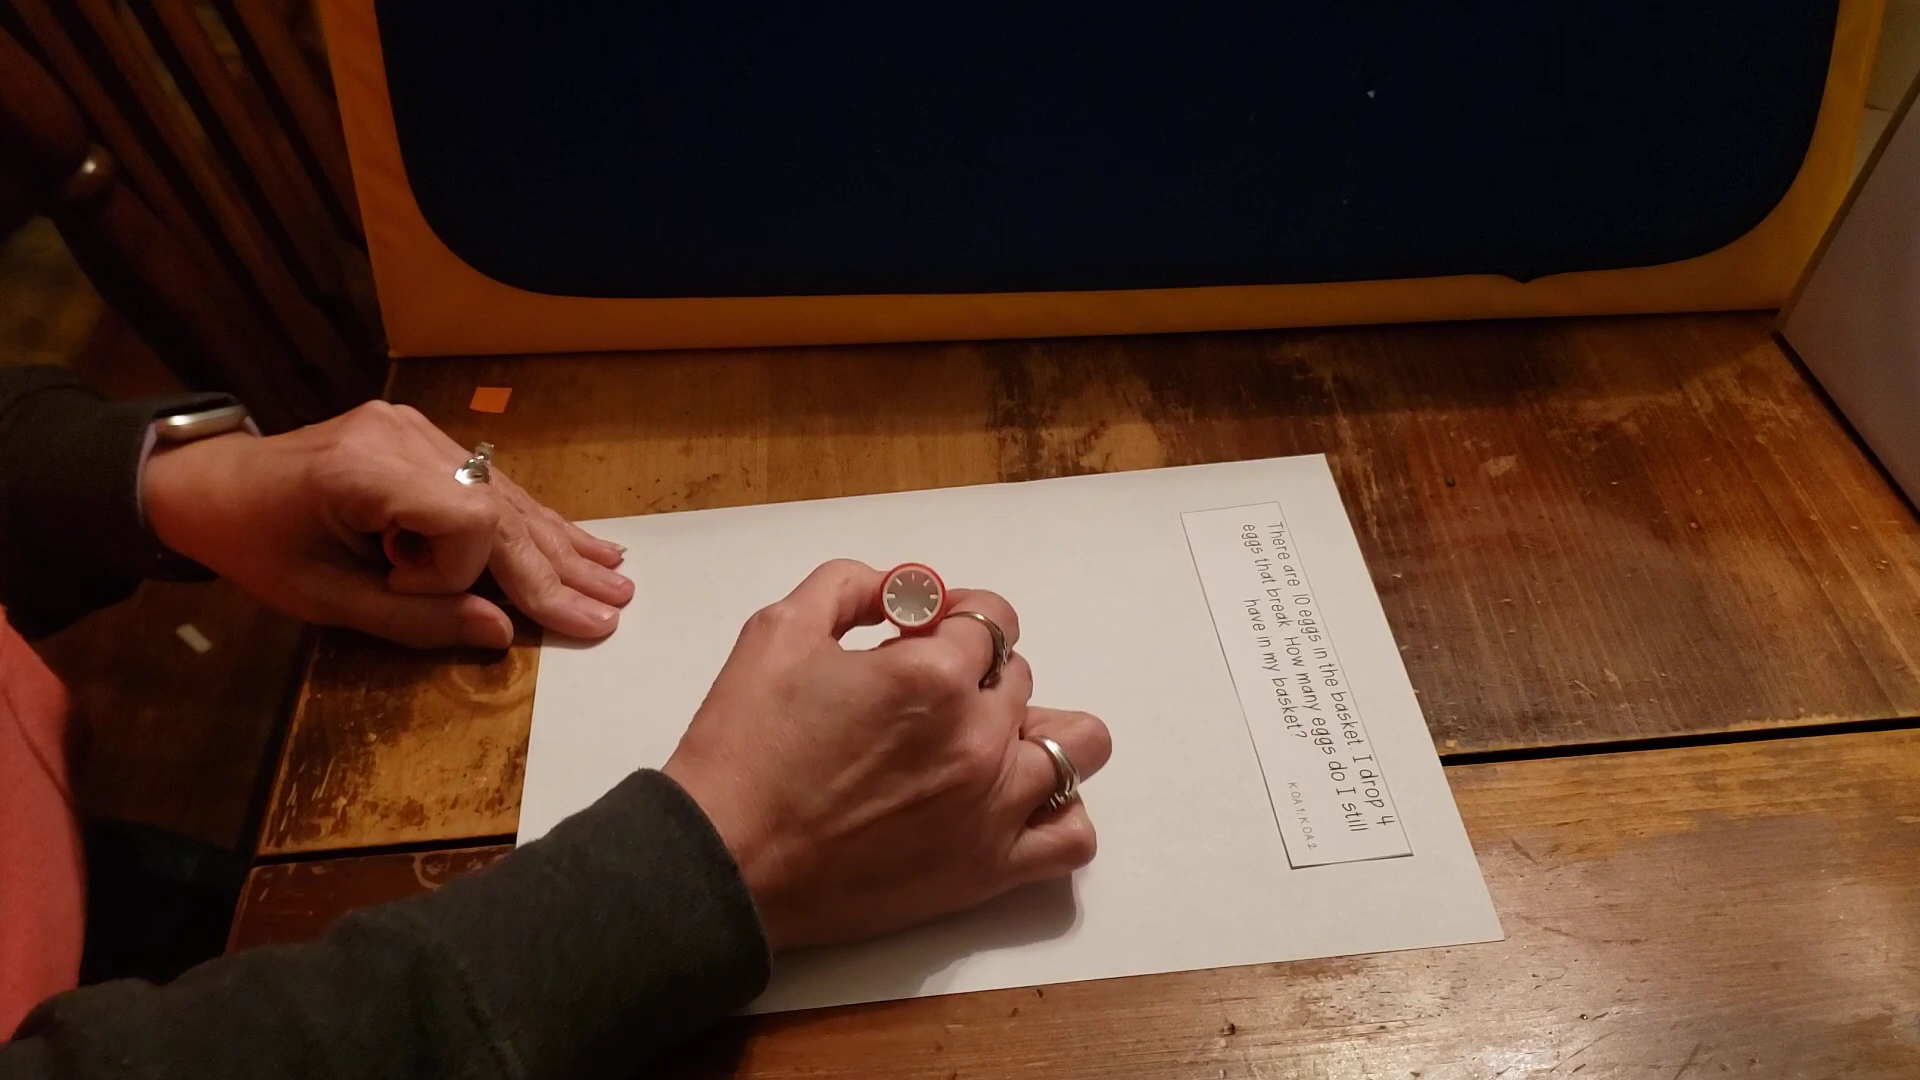 There are 10 eggs in the basket. I drop 4
eggs that break. How many eggs do I still
have in my basket?
K.OA.1, K.OA.2